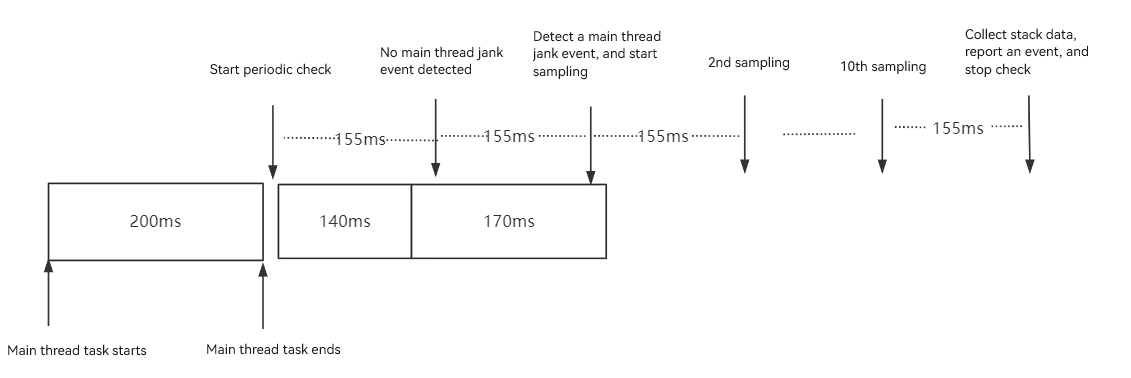 Start periodic check
No main thread jank
event detected
Detect a main thread
jank event, and start
sampling
2nd sampling
10th sampling
Collect stack data,
report an event, and
stop check
155ms
155ms
155ms
155ms
200ms
140ms
170ms
Main thread task starts
Main thread task ends